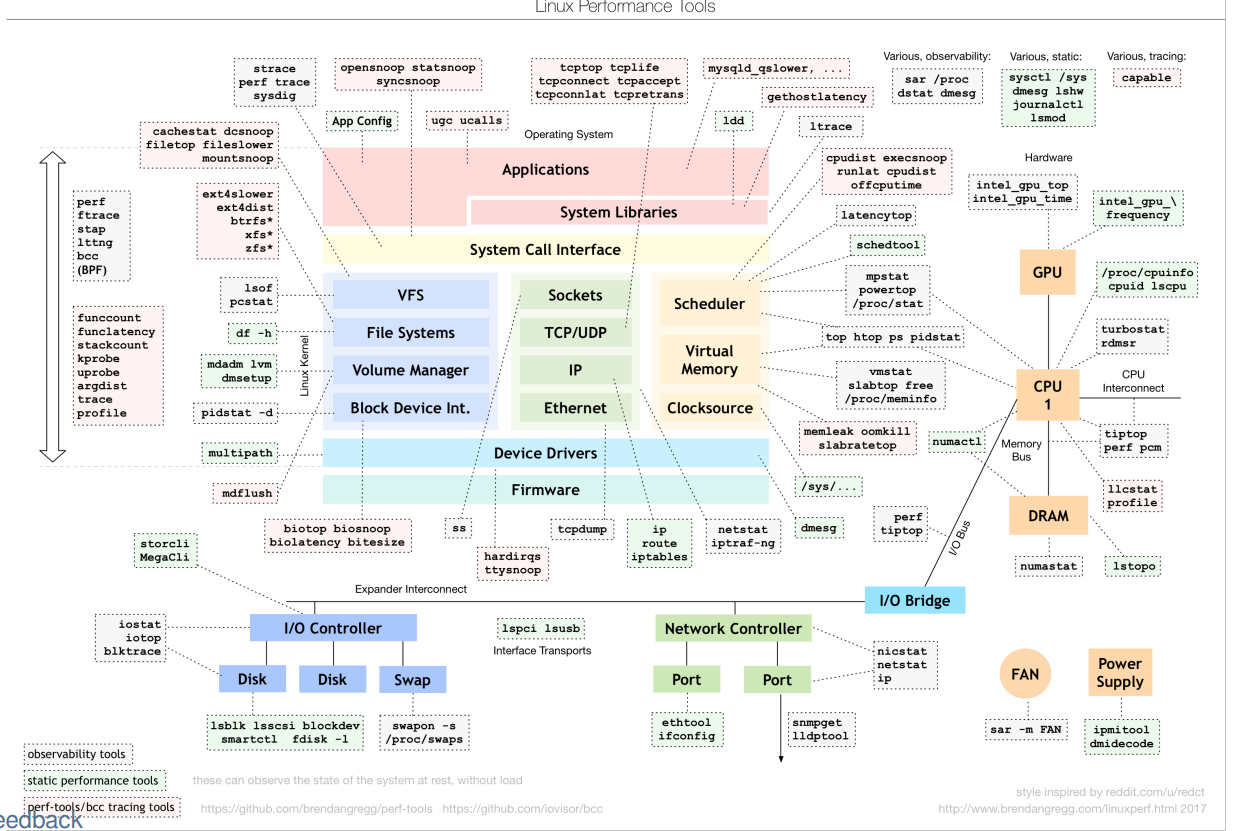 Linux Performance Tools
strace
perf trace
sysdig
opensnoop statsnoop
syncsnoop
tcptop tcplife
tcpconnect tcpaccept
tcpconnlat tcpretrans
mysqld_qslower, ...
gethostlatency
Various, observability:
sar /proc
dstat dmesg
Various, static:
sysctl /sys
dmesg lshw
journalctl
lsmod
Various, tracing:
capable
App Config
ugc ucalls
Operating System
ldd
ltrace
cachestat dcsnoop
filetop fileslower
mountsnoop
Applications
System Libraries
System Call Interface
cpudist execsnoop
runlat cpudist
offcputime
Hardware
intel_gpu_top
intel_gpu_time
intel_gpu_\
frequency
perf
ftrace
stap
lttng
bcc
(BPF)
ext4slower
ext4dist
btrfs*
xfs*
zfs*
latencytop
schedtool
mpstat
powertop
/proc/stat
GPU
/proc/cpuinfo
cpuid lscpu
lsof
pcstat
VFS
Sockets
Scheduler
funccount
funclatency
stackcount
kprobe
uprobe
argdist
trace
profile
df -h
Linux Kernel
File Systems
TCP/UDP
top htop ps pidstat
turbostat
rdmsr
mdadm lvm
dmsetup
Volume Manager
IP
Virtual
Memory
vmstat
slabtop free
/proc/meminfo
CPU
1
CPU
Interconnect
pidstat -d
Block Device Int.
Ethernet
Clocksource
memleak oomkill
slabratetop
numactl
Memory
Bus
tiptop
perf pcm
multipath
Device Drivers
mdflush
Firmware
/sys/...
llcstat
profile
DRAM
biotop biosnoop
biolatency bitesize
ss
hardirqs
ttysnoop
tcpdump
ip
route
iptables
netstat
iptraf-ng
dmesg
perf
tiptop
I/O Bus
numastat
lstopo
storcli
MegaCli
Expander Interconnect
I/O Bridge
iostat
iotop
blktrace
I/O Controller
lspci lsusb
Interface Transports
Network Controller
nicstat
netstat
ip
Disk
Disk
Swap
Port
Port
FAN
Power
Supply
lsblk lsscsi blockdev
smartctl fdisk -l
swapon -s
/proc/swaps
ethtool
ifconfig
snmpget
lldptool
sar -m FAN
ipmitool
dmidecode
observability tools
static performance tools
these can observe the state of the system at rest, without load
perf-tools/bcc tracing tools
https://github.com/brendangregg/perf-tools https://github.com/iovisor/bcc
style inspired by reddit.com/u/redct
http://www.brendangregg.com/linuxperf.html 2017
eedback